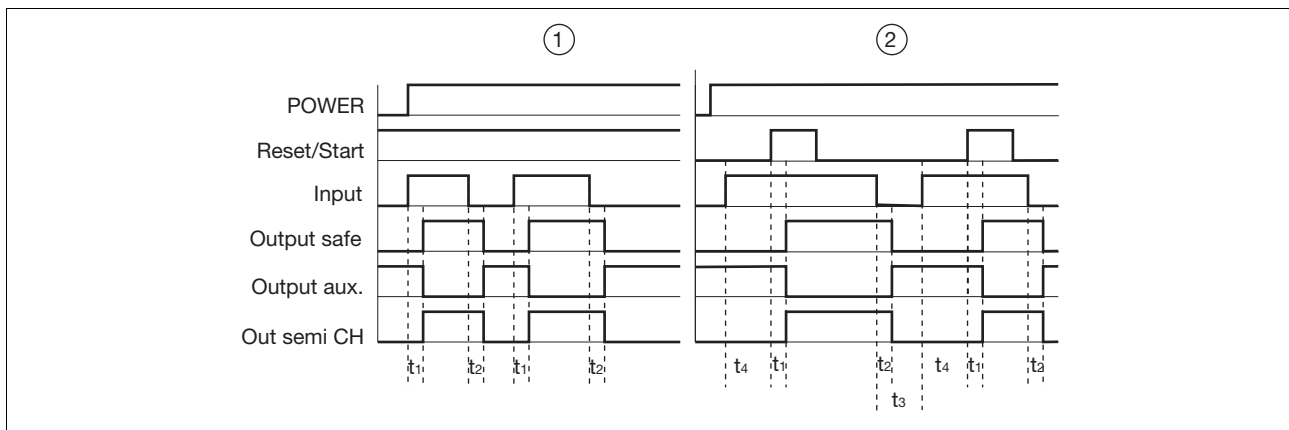 ① ②
POWER
Reset/Start
Input
Output safe
Output aux.
Out semi CH
t1 t2 t1 t2 t4 t1 t2 t4 t1 t2
t3